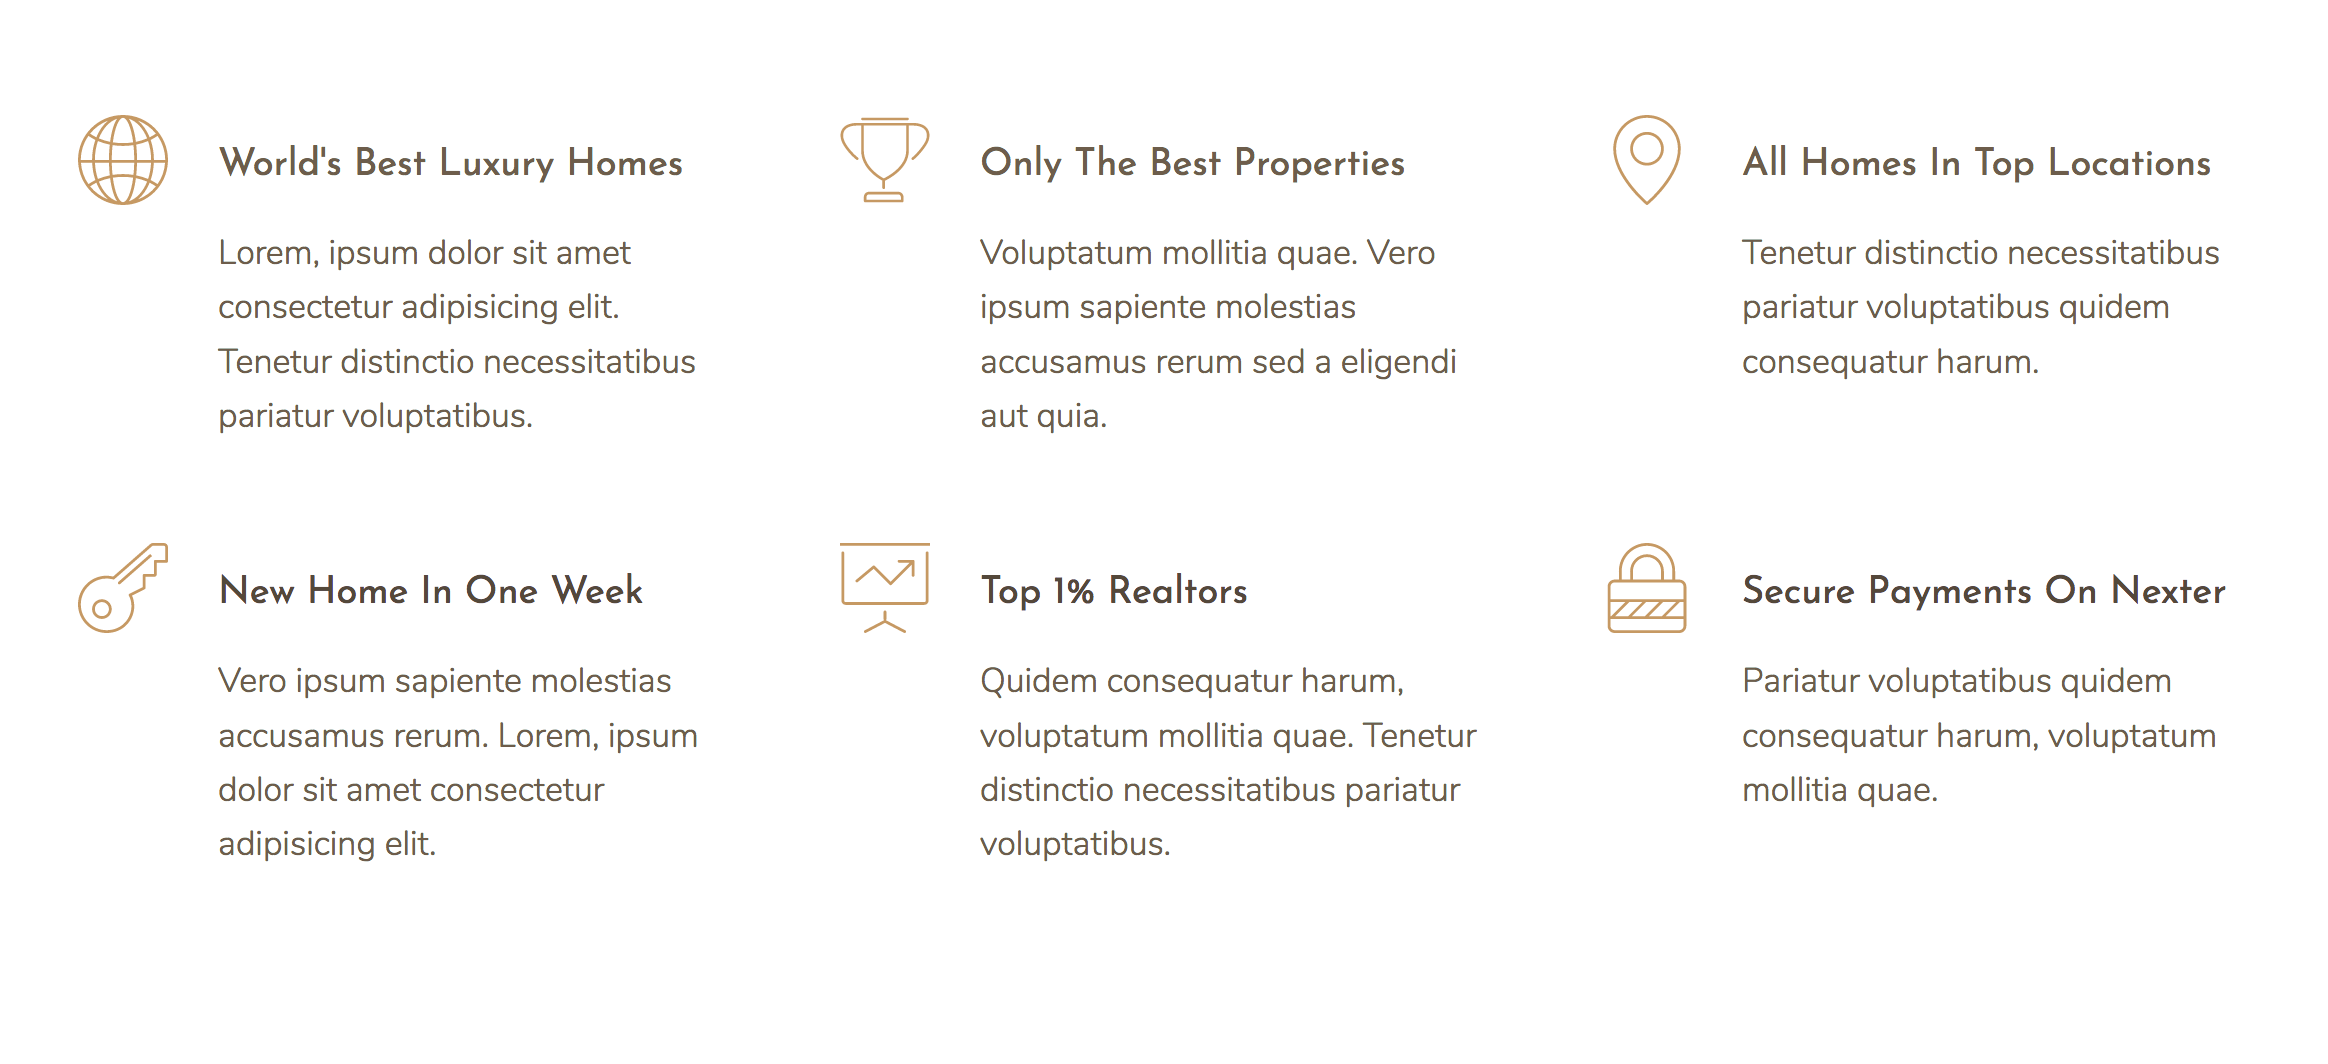 World's Best Luxury Homes
Lorem, ipsum dolor sit amet
consectetur adipisicing elit.
Tenetur distinctio necessitatibus
pariatur voluptatibus.
Only The Best Properties
Voluptatum mollitia quae. Vero
ipsum sapiente molestias
accusamus rerum sed a eligendi
aut quia.
All Homes In Top Locations
Tenetur distinctio necessitatibus
pariatur voluptatibus quidem
consequatur harum.
New Home In One Week
Vero ipsum sapiente molestias
accusamus rerum. Lorem, ipsum
dolor sit amet consectetur
adipisicing elit.
Top 1% Realtors
Quidem consequatur harum,
voluptatum mollitia quae. Tenetur
distinctio necessitatibus pariatur
voluptatibus.
Secure Payments On Nexter
Pariatur voluptatibus quidem
consequatur harum, voluptatum
mollitia quae.